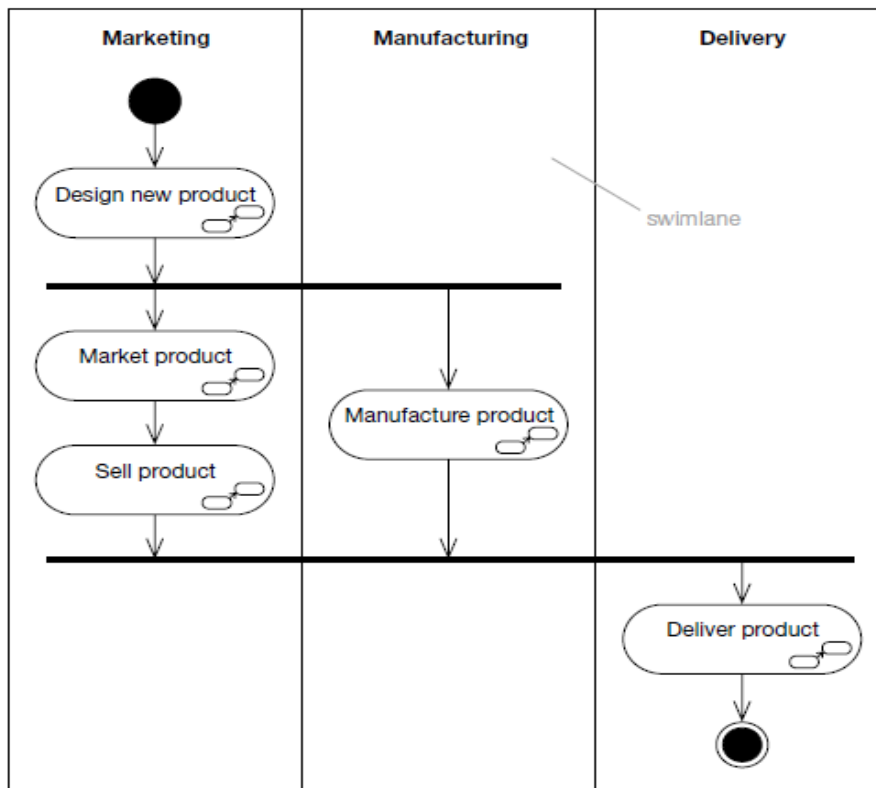 Marketing
Manufacturing
Delivery
Design new product
swimlane
Market product
Manufacture product
Sell product
Deliver product